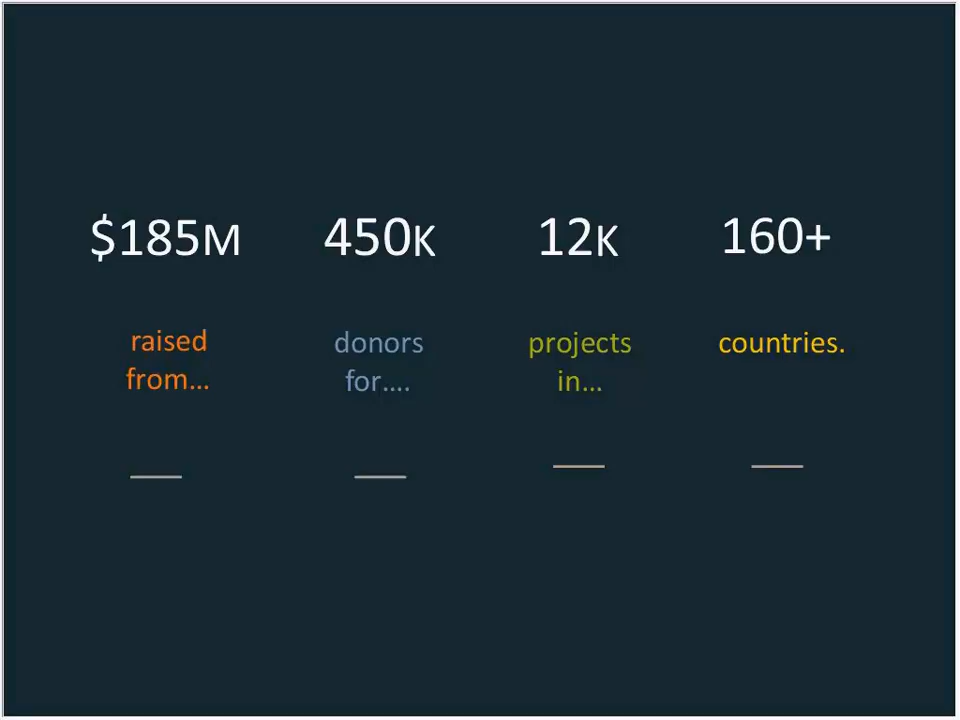 $185M
raised
from…
450K
donors
for….
12K
projects
in…
160+
countries.